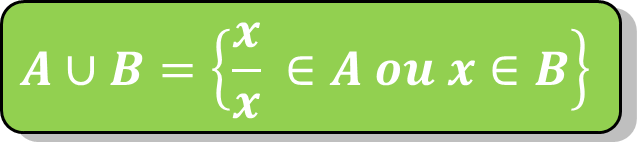 A ∪ B = {x/x ∈ A ou x ∈ B}